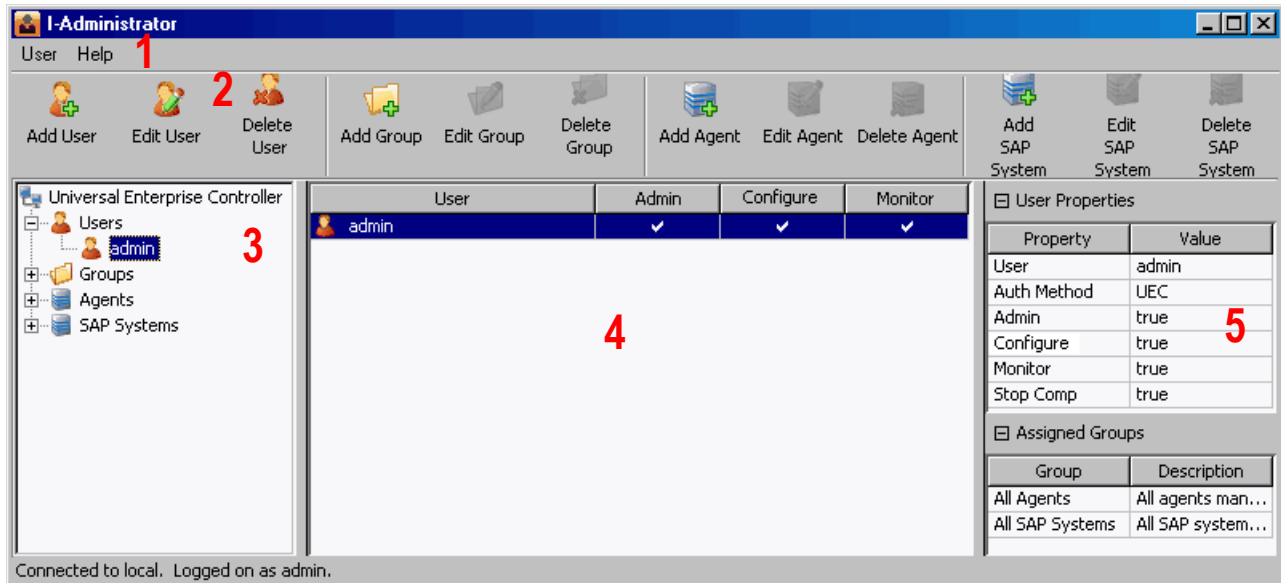 I-Administrator
User Help 1
2
Add User Edit User Delete User Add Group Edit Group Delete Group Add Agent Edit Agent Delete Agent Add SAP System Edit SAP System Delete SAP System
Universal Enterprise Controller
Users
admin
Groups
Agents
SAP Systems
3
User Admin Configure Monitor
admin
4
User Properties
Property Value
User admin
Auth Method UEC
Admin true
Configure true
Monitor true
Stop Comp true
5
Assigned Groups
Group Description
All Agents All agents man...
All SAP Systems All SAP system...
Connected to local. Logged on as admin.